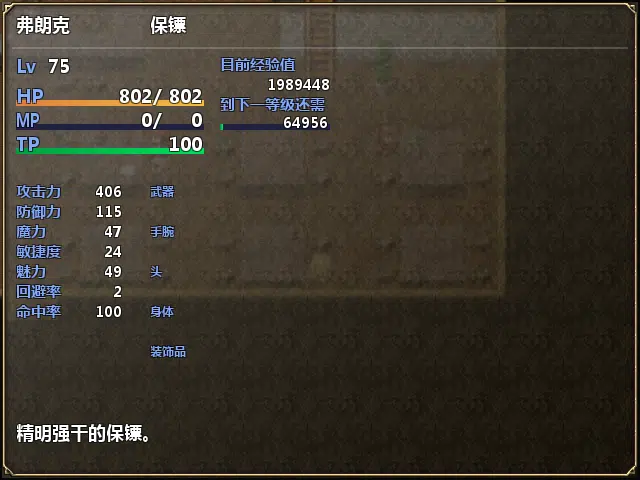 弗朗克 保镖
Lv 75 目前经验值
1989448
HP 802/ 802 到下一等级还需
MP 0/ 0 64956
TP 100
攻击力 406 武器
防御力 115
魔力 47 手腕
敏捷度 24
魅力 49 头
回避率 2
命中率 100 身体
装饰品
精明强干的保镖。